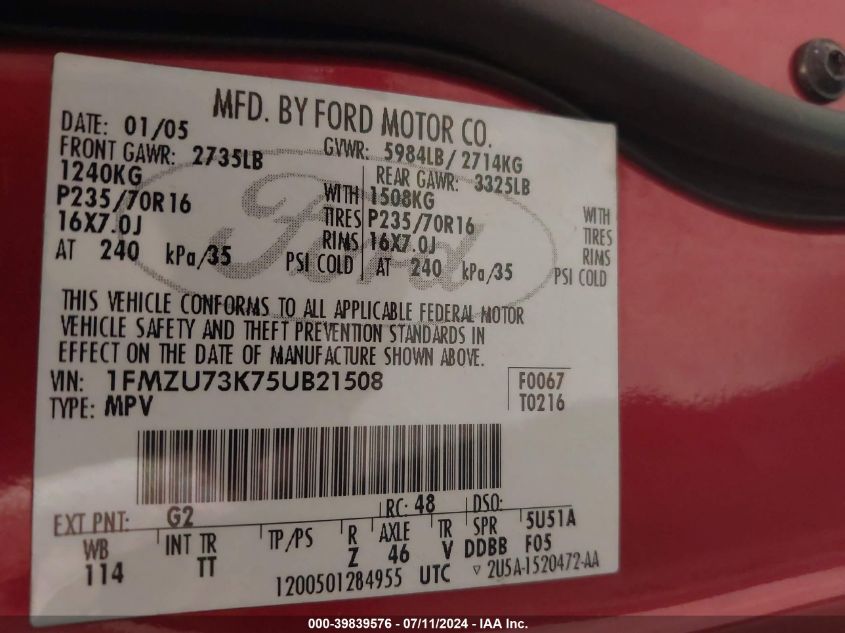 MFD. BY FORD MOTOR CO.
DATE: 01/05 GVWR: 5984LB/2714KG
FRONT GAWR: 2735LB REAR GAWR: 3325LB
1240KG WITH 1508KG WITH
P235/70R16 TIRES P235/70R16 TIRES
16X7.0J RIMS 16X7.0J RIMS
AT 240 kPa/35 PSI COLD AT 240 kPa/35 PSI COLD
Ford
THIS VEHICLE CONFORMS TO ALL APPLICABLE FEDERAL MOTOR
VEHICLE SAFETY AND THEFT PREVENTION STANDARDS IN
EFFECT ON THE DATE OF MANUFACTURE SHOWN ABOVE.
VIN: 1FMZU73K75UB21508 F0067
TYPE: MPV T0216
EXT PNT: G2 RC: 48 DSO:
WB INT TR TP/PS R AXLE TR SPR 5U51A
114 TT Z 46 V DDBB F05
1200501284955 UTC ▽ 2U5A-1520472-AA
000-39839576 - 07/11/2024 - IAA Inc.